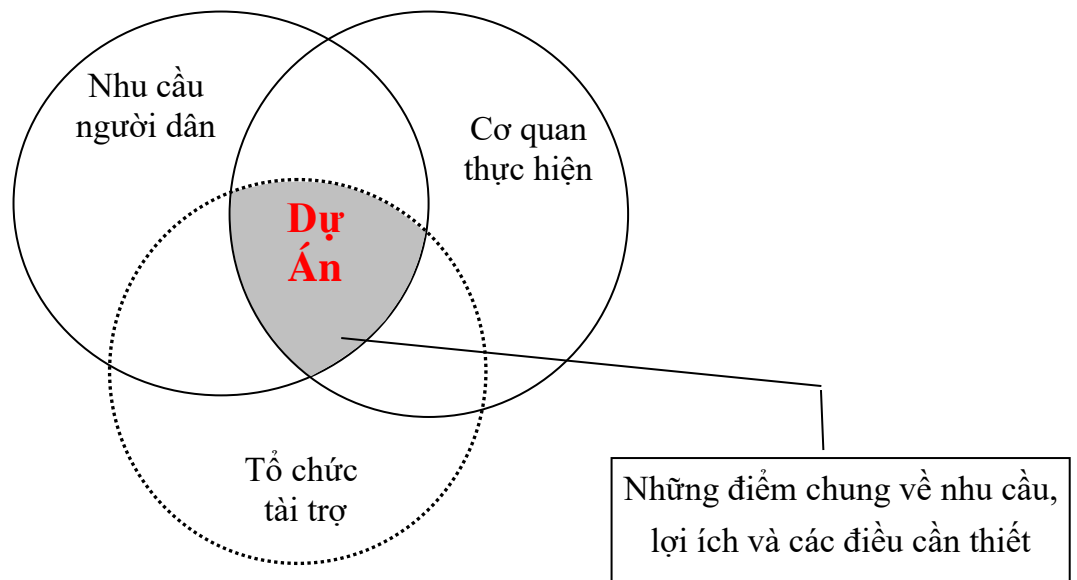 Nhu cầu
người dân
Cơ quan
thực hiện
Dự
Án
Tổ chức
tài trợ
Những điểm chung về nhu cầu,
lợi ích và các điều cần thiết